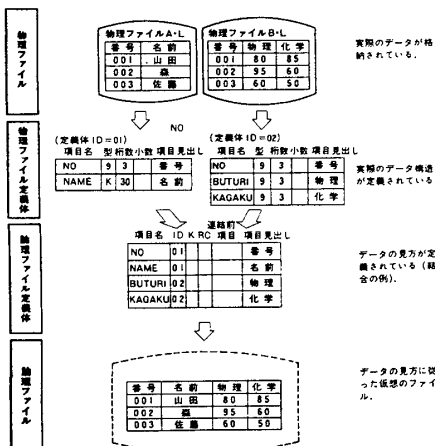 物理ファイル
物理ファイルA・L
番号 名前
001 山田
002 森
003 佐藤
物理ファイルB・L
番号 物理 化学
001 80 85
002 95 60
003 60 50
実際のデータが格
納されている.
NO
物理ファイル定義体
(定義体ID=01)
項目名 型 桁数 小数 項目見出し
NO 9 3 番号
NAME K 30 名前
(定義体ID=02)
項目名 型 桁数 小数 項目見出し
NO 9 3 番号
BUTURI 9 3 物理
KAGAKU 9 3 化学
実際のデータ構造
が定義されている
論理ファイル定義体
連結前
項目名 ID K RC 項目 項目見出し
NO 01 番号
NAME 01 名前
BUTURI 02 物理
KAGAKU 02 化学
データの見方が定
義されている(結
合の例).
論理ファイル
番号 名前 物理 化学
001 山田 80 85
002 森 95 60
003 佐藤 60 50
データの見方に従
った仮想のファイ
ル.